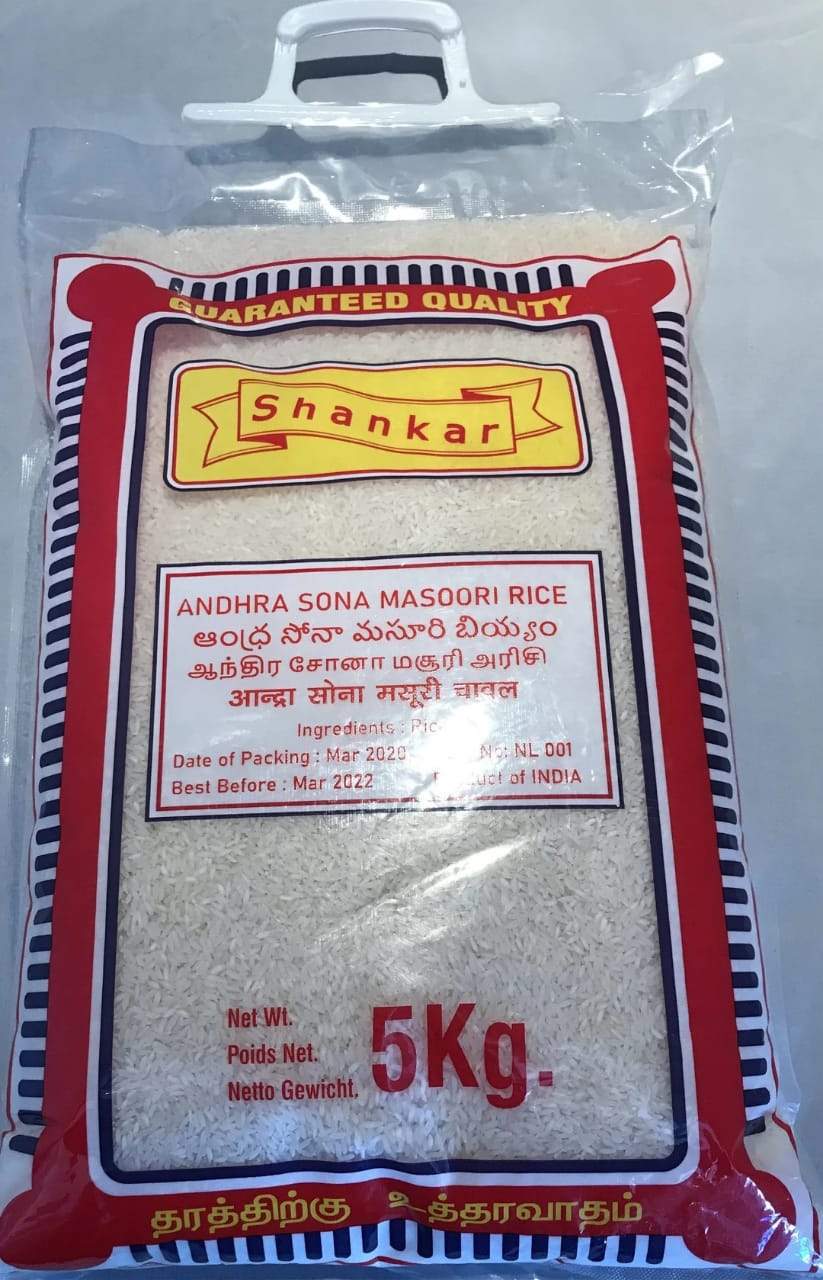 GUARANTEED QUALITY
Shankar
ANDHRA SONA MASOORI RICE
ఆంధ్ర సోనా మసూరి బియ్యం
ஆந்திர சோனா மசூரி அரிசி
आन्द्रा सोना मसूरी चावल
Ingredients :
Date of Packing : Mar 2020 No: NL 001
Best Before : Mar 2022 Product of INDIA
Net Wt.
Poids Net.
Netto Gewicht.
5Kg.
தரத்திற்கு உத்தரவாதம்